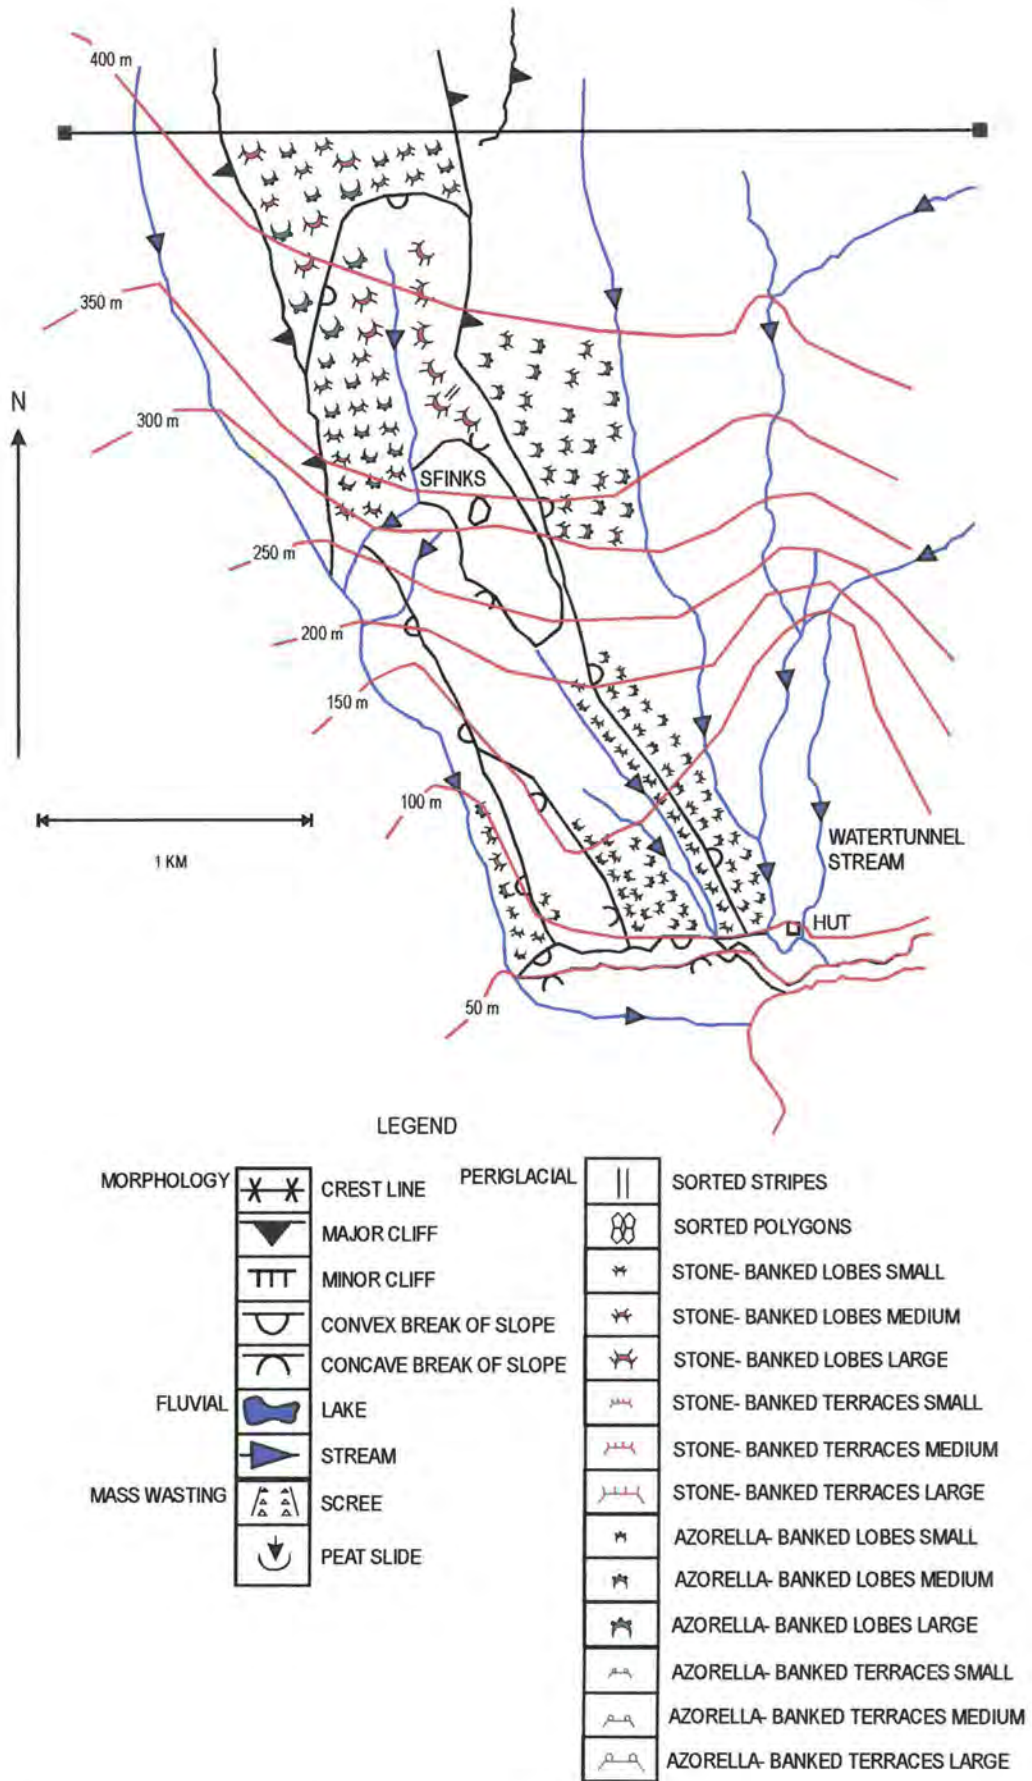 400 m
N
350 m
300 m
SFINKS
250 m
200 m
150 m
100 m
1 KM
WATERTUNNEL
STREAM
HUT
50 m
LEGEND
MORPHOLOGY
CREST LINE
MAJOR CLIFF
MINOR CLIFF
CONVEX BREAK OF SLOPE
CONCAVE BREAK OF SLOPE
FLUVIAL
LAKE
STREAM
MASS WASTING
SCREE
PEAT SLIDE
PERIGLACIAL
SORTED STRIPES
SORTED POLYGONS
STONE- BANKED LOBES SMALL
STONE- BANKED LOBES MEDIUM
STONE- BANKED LOBES LARGE
STONE- BANKED TERRACES SMALL
STONE- BANKED TERRACES MEDIUM
STONE- BANKED TERRACES LARGE
AZORELLA- BANKED LOBES SMALL
AZORELLA- BANKED LOBES MEDIUM
AZORELLA- BANKED LOBES LARGE
AZORELLA- BANKED TERRACES SMALL
AZORELLA- BANKED TERRACES MEDIUM
AZORELLA- BANKED TERRACES LARGE